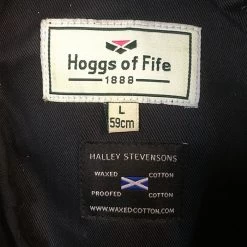 Hoggs of Fife
1888
L
59cm
HALLEY STEVENSONS
WAXED COTTON
PROOFED COTTON
WWW.WAXEDCOTTON.COM